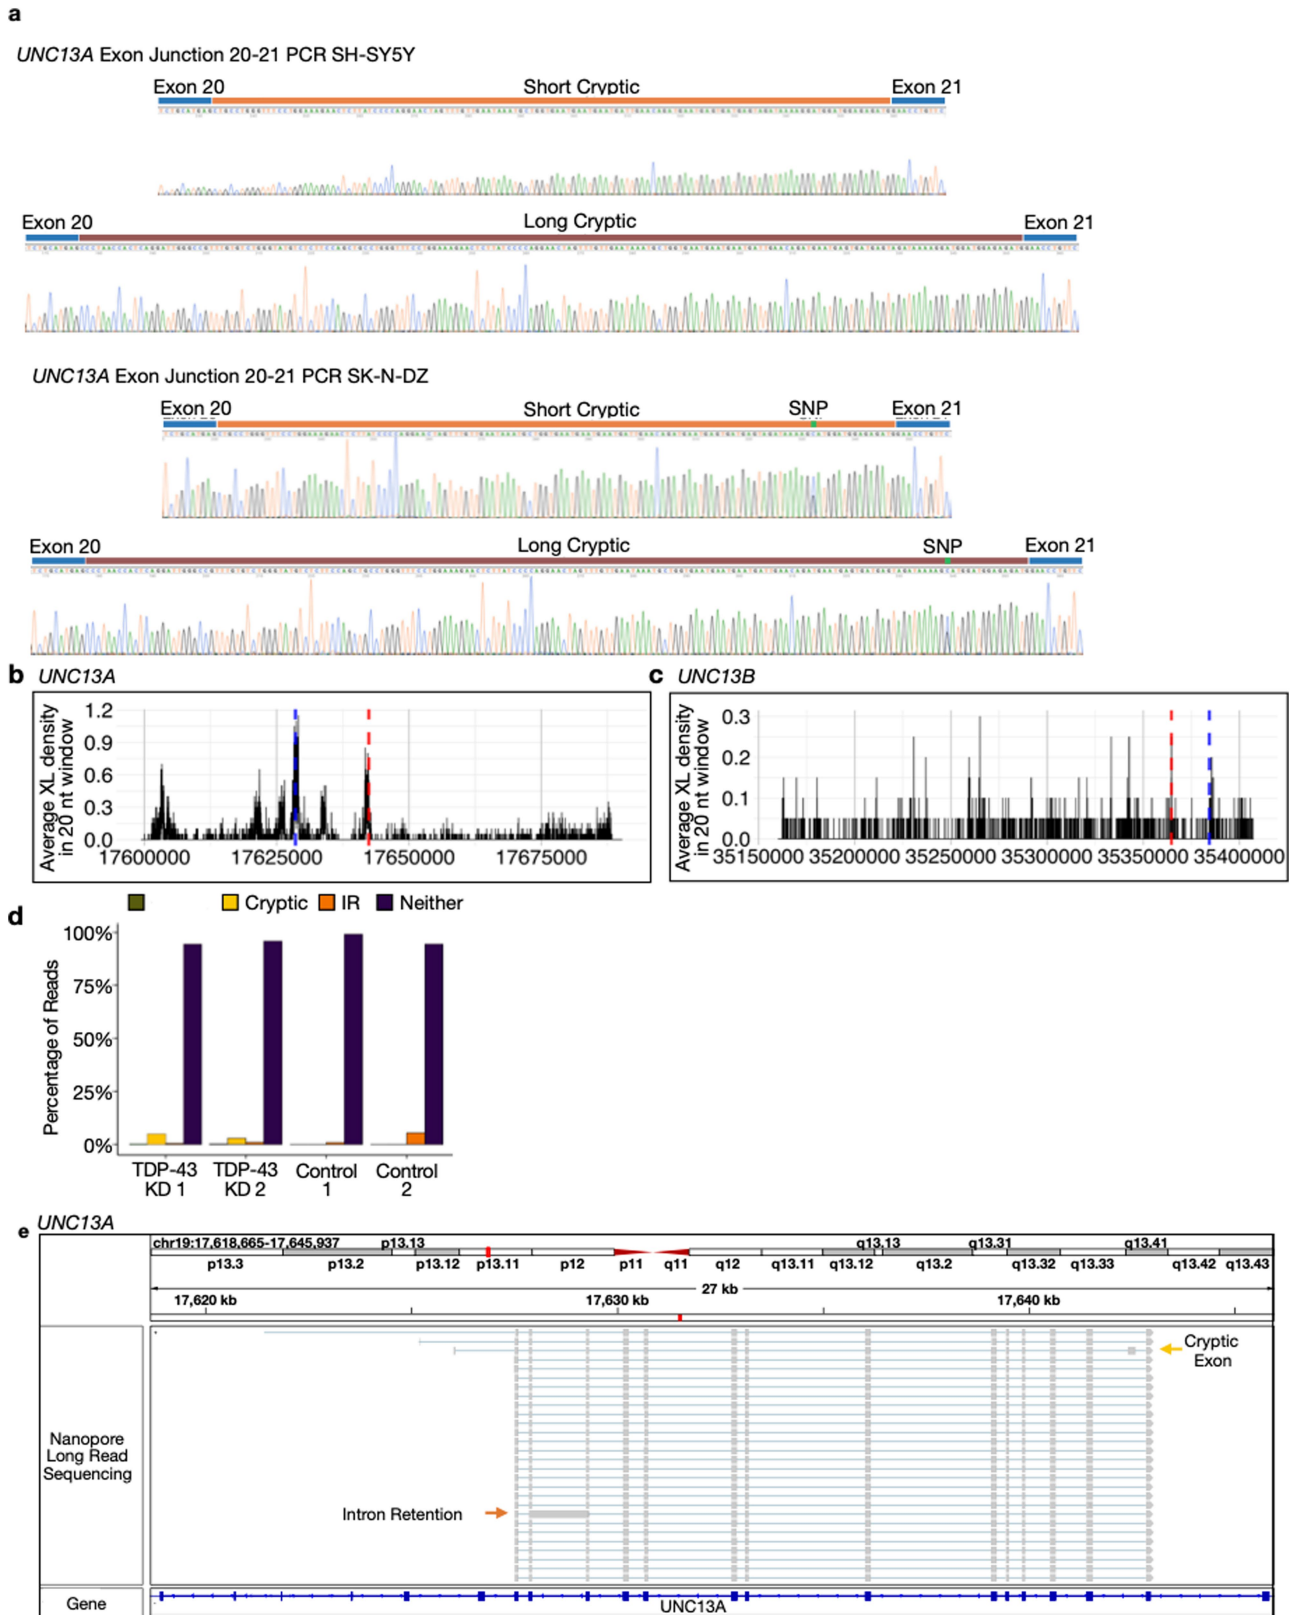 a
UNC13A Exon Junction 20-21 PCR SH-SY5Y
Exon 20 Short Cryptic Exon 21
Exon 20 Long Cryptic Exon 21
UNC13A Exon Junction 20-21 PCR SK-N-DZ
Exon 20 Short Cryptic SNP Exon 21
Exon 20 Long Cryptic SNP Exon 21
b UNC13A
Average XL density
in 20 nt window
1.2
0.9
0.6
0.3
0.0
17600000 17625000 17650000 17675000
c UNC13B
Average XL density
in 20 nt window
0.3
0.2
0.1
0.0
35150000 35200000 35250000 35300000 35350000 35400000
d
Cryptic IR Neither
Percentage of Reads
100%
75%
50%
25%
0%
TDP-43 TDP-43 Control Control
KD 1 KD 2 1 2
e UNC13A
chr19:17,618,665-17,645,937 p13.13 q13.13 q13.31 q13.41
p13.3 p13.2 p13.12 p13.11 p12 p11 q11 q12 q13.11 q13.12 q13.2 q13.32 q13.33 q13.42 q13.43
27 kb
17,620 kb 17,630 kb 17,640 kb
Cryptic
Exon
Nanopore
Long Read
Sequencing
Intron Retention
Gene
UNC13A